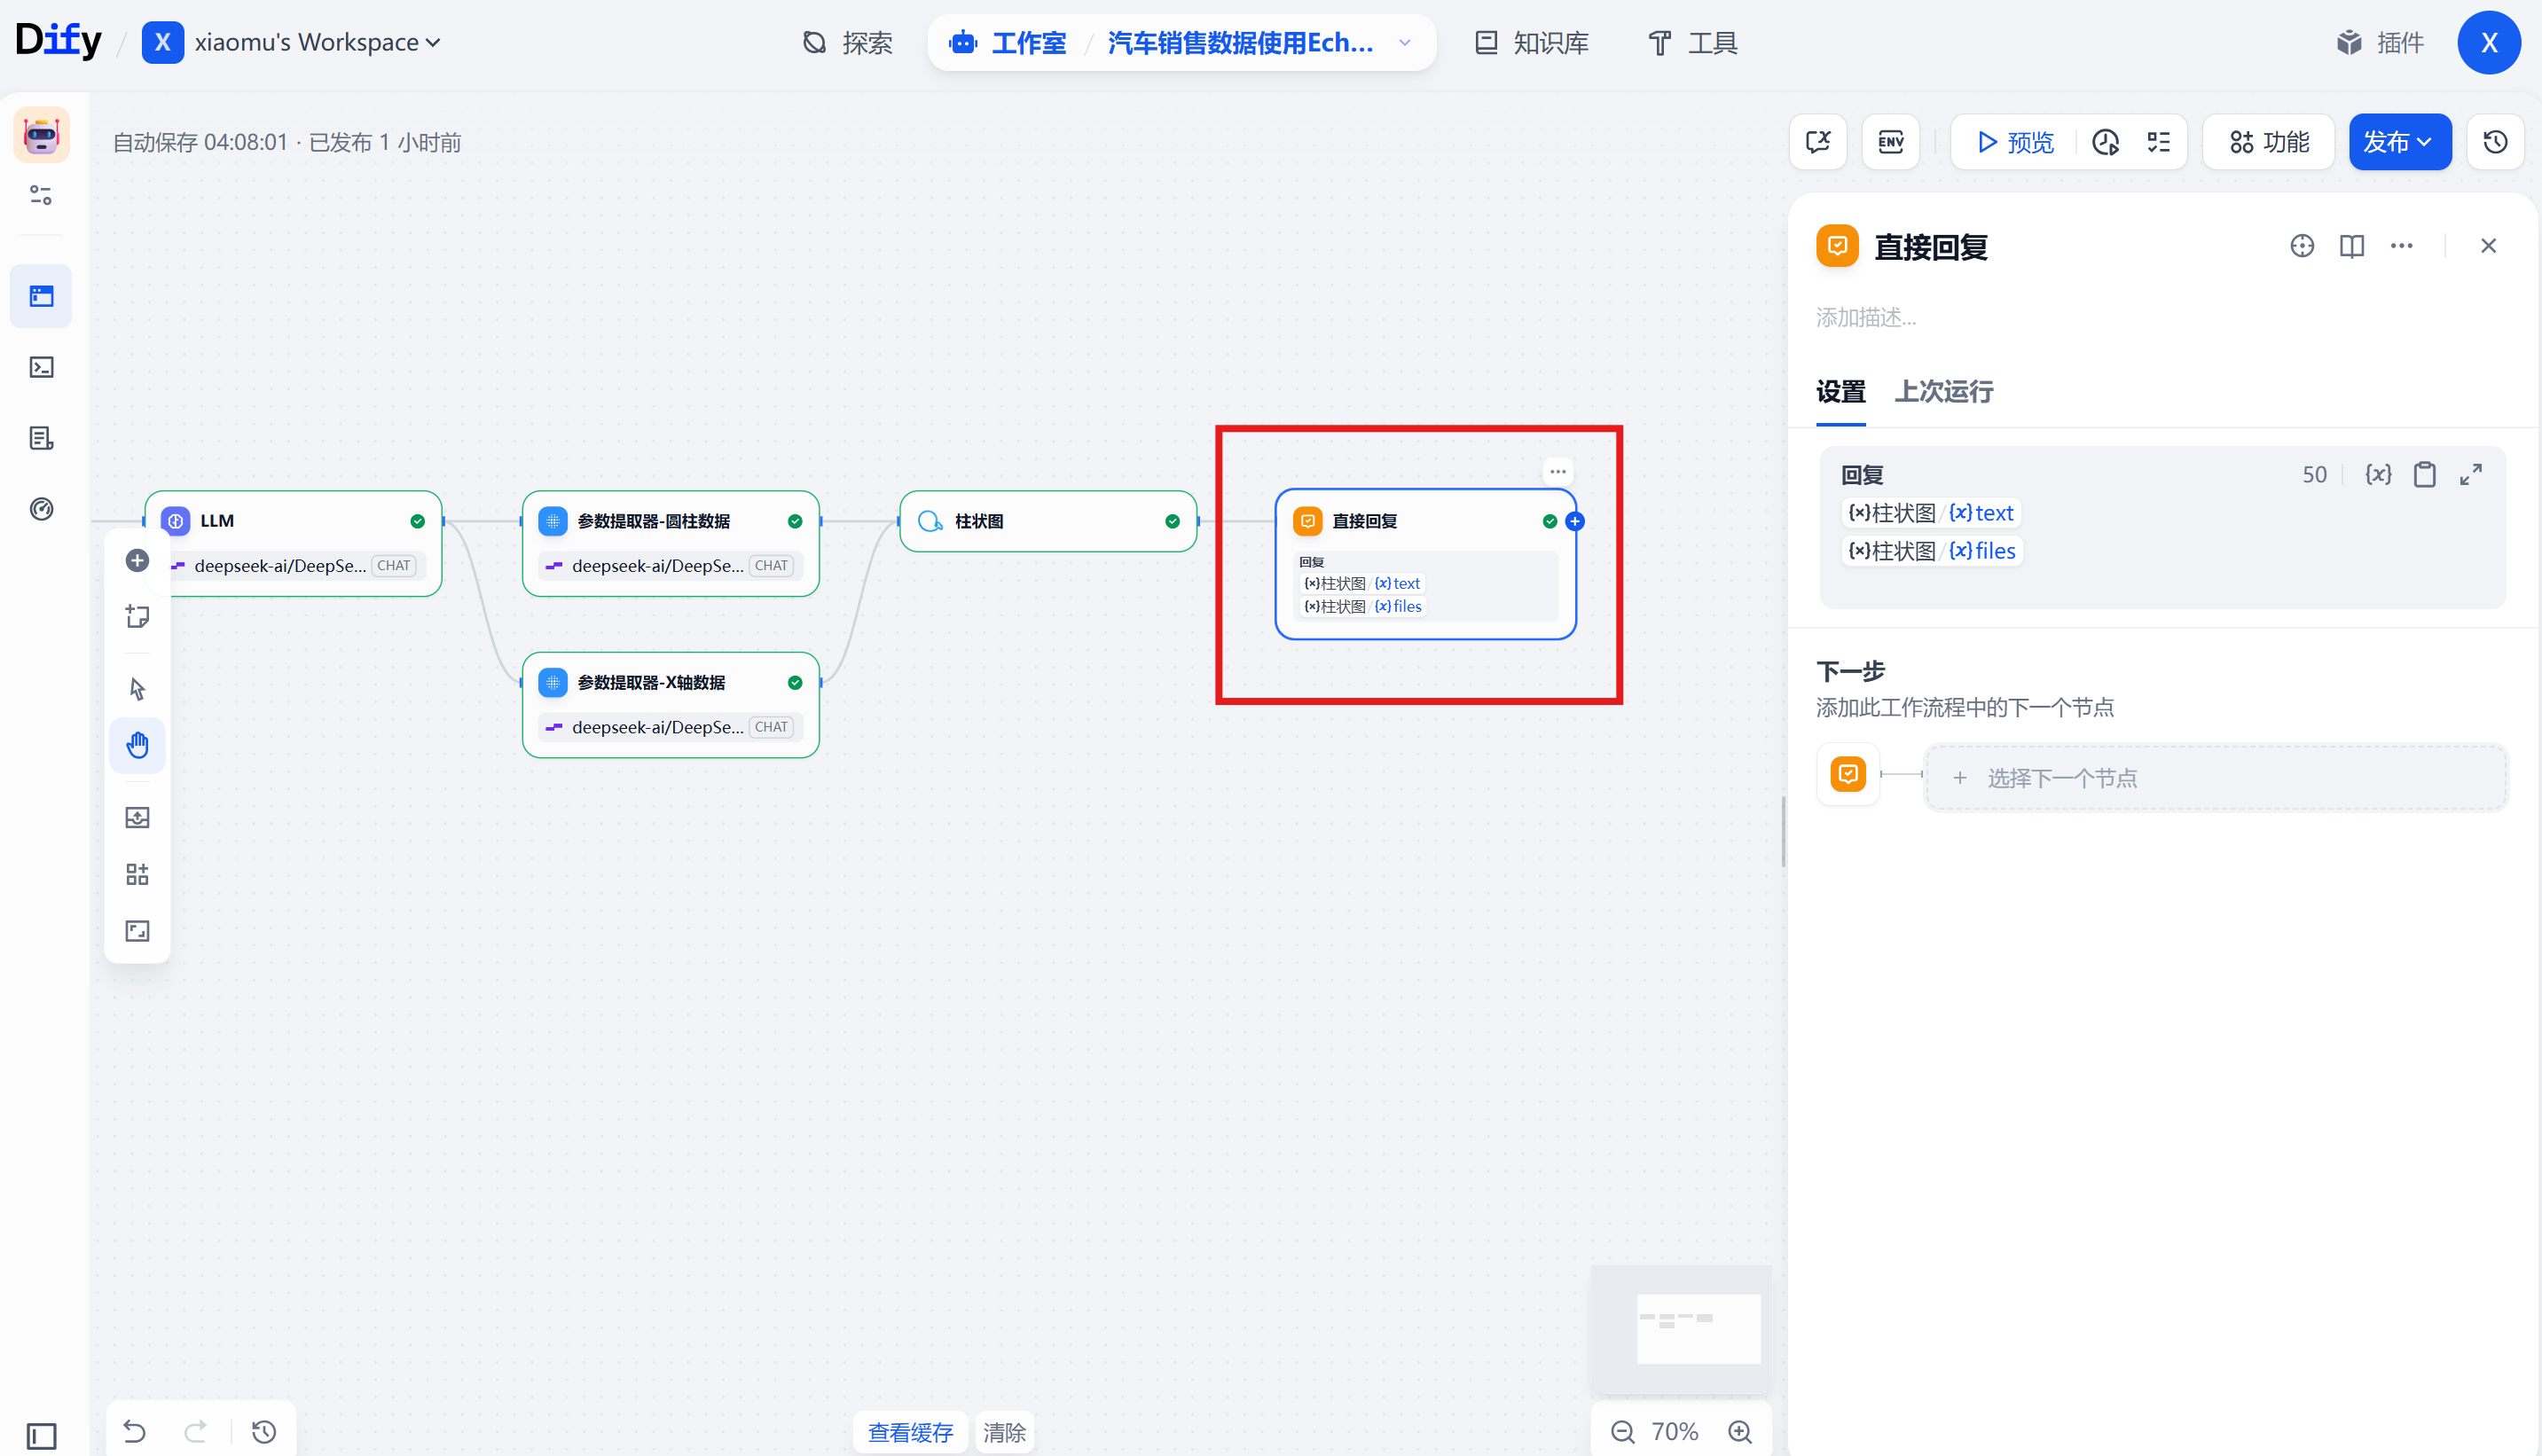 Dify / X xiaomu's Workspace
探索
工作室 / 汽车销售数据使用Ech...
知识库
工具
插件
X
自动保存 04:08:01 · 已发布 1 小时前
ENV
预览
功能
发布
LLM
deepseek-ai/DeepSe... CHAT
参数提取器-圆柱数据
deepseek-ai/DeepSe... CHAT
参数提取器-X轴数据
deepseek-ai/DeepSe... CHAT
柱状图
直接回复
回复
{x}柱状图/{x}text
{x}柱状图/{x}files
直接回复
添加描述...
设置 上次运行
回复 50 {x}
{x}柱状图/{x}text
{x}柱状图/{x}files
下一步
添加此工作流程中的下一个节点
+ 选择下一个节点
查看缓存 清除
70%